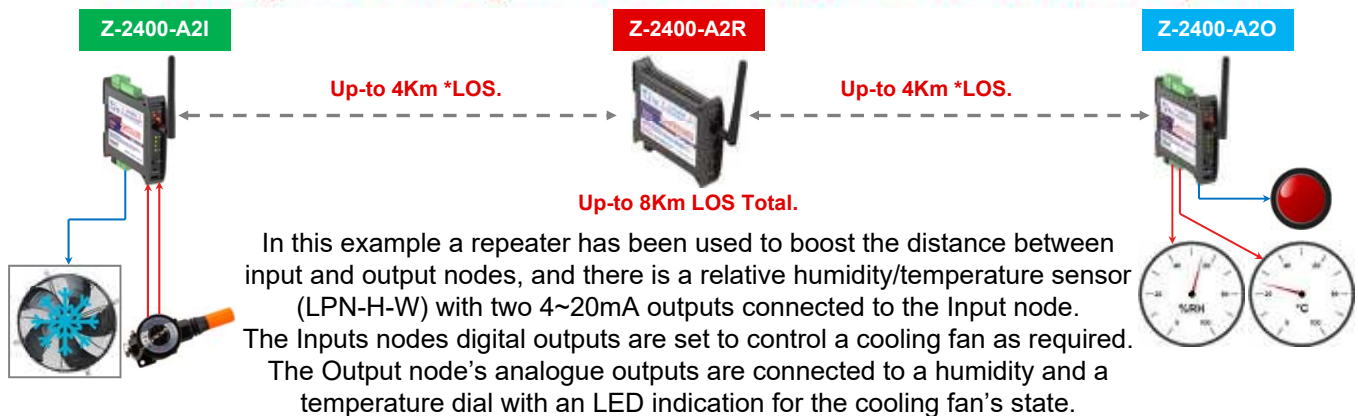 Z-2400-A2I
Z-2400-A2R
Z-2400-A2O
Up-to 4Km *LOS.
Up-to 4Km *LOS.
Up-to 8Km LOS Total.
In this example a repeater has been used to boost the distance between
input and output nodes, and there is a relative humidity/temperature sensor
(LPN-H-W) with two 4~20mA outputs connected to the Input node.
The Inputs nodes digital outputs are set to control a cooling fan as required.
The Output node’s analogue outputs are connected to a humidity and a
temperature dial with an LED indication for the cooling fan’s state.
%RH
°C